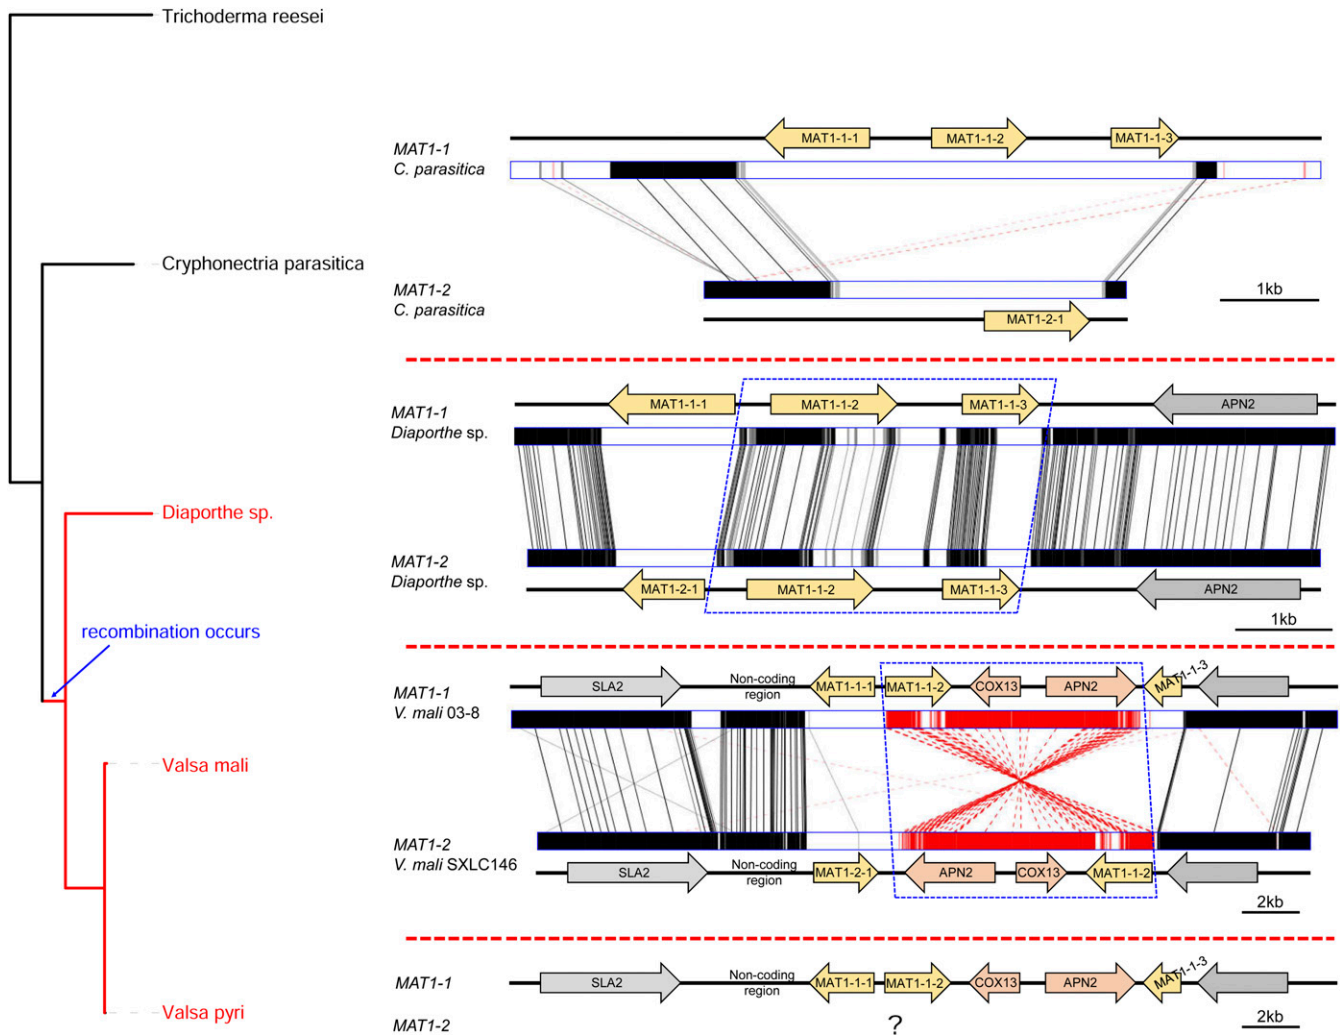 Trichoderma reesei
Cryphonectria parasitica
Diaporthe sp.
recombination occurs
Valsa mali
Valsa pyri
MAT1-1
C. parasitica
MAT1-1-1
MAT1-1-2
MAT1-1-3
MAT1-2
C. parasitica
MAT1-2-1
1kb
MAT1-1
Diaporthe sp.
MAT1-1-1
MAT1-1-2
MAT1-1-3
APN2
MAT1-2
Diaporthe sp.
MAT1-2-1
MAT1-1-2
MAT1-1-3
APN2
1kb
MAT1-1
V. mali 03-8
SLA2
Non-coding
region
MAT1-1-1
MAT1-1-2
COX13
APN2
MAT1-1-3
MAT1-2
V. mali SXLC146
SLA2
Non-coding
region
MAT1-2-1
APN2
COX13
MAT1-1-2
2kb
MAT1-1
SLA2
Non-coding
region
MAT1-1-1
MAT1-1-2
COX13
APN2
MAT1-1-3
MAT1-2
?
2kb